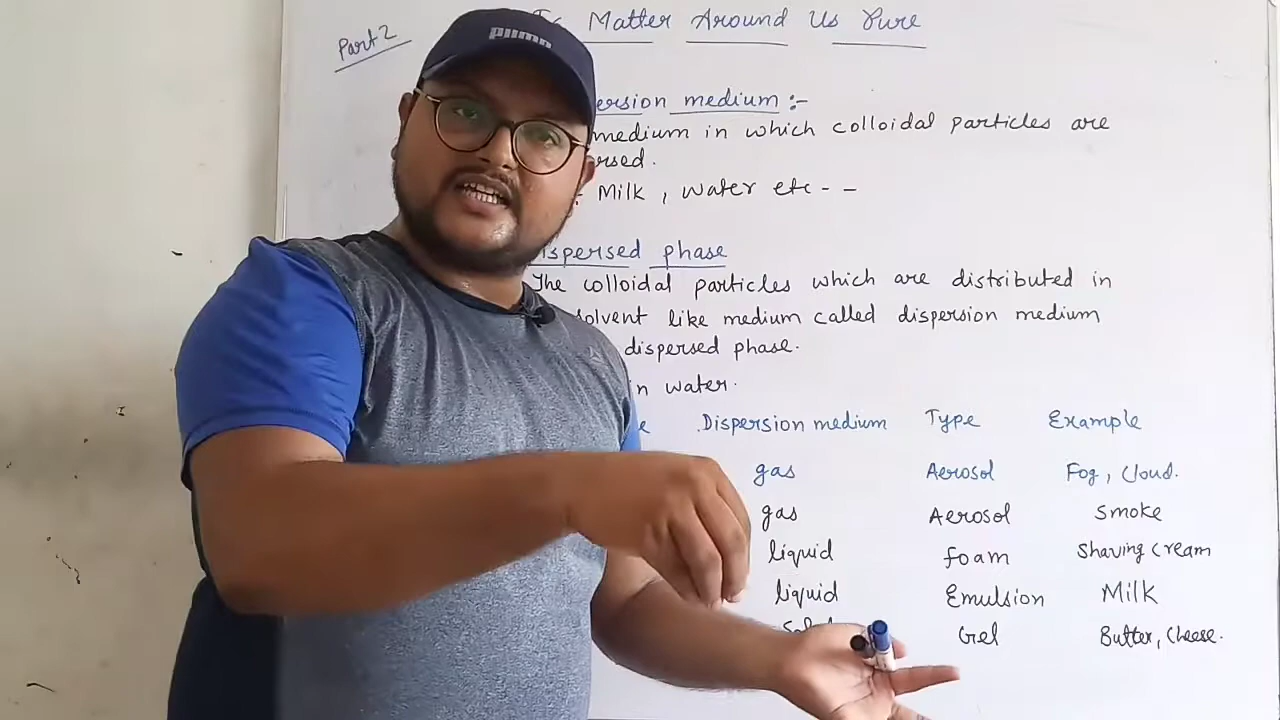 Part 2
Is Matter Around Us Pure
PUMA
ersion medium :-
medium in which colloidal particles are
ersed.
: Milk , water etc - -
ispersed phase
The colloidal particles which are distributed in
solvent like medium called dispersion medium
dispersed phase.
in water.
e Dispersion medium Type Example
gas Aerosol Fog, Cloud.
gas Aerosol Smoke
liquid foam Shaving Cream
liquid Emulsion Milk
Gel Butter, Cheese.